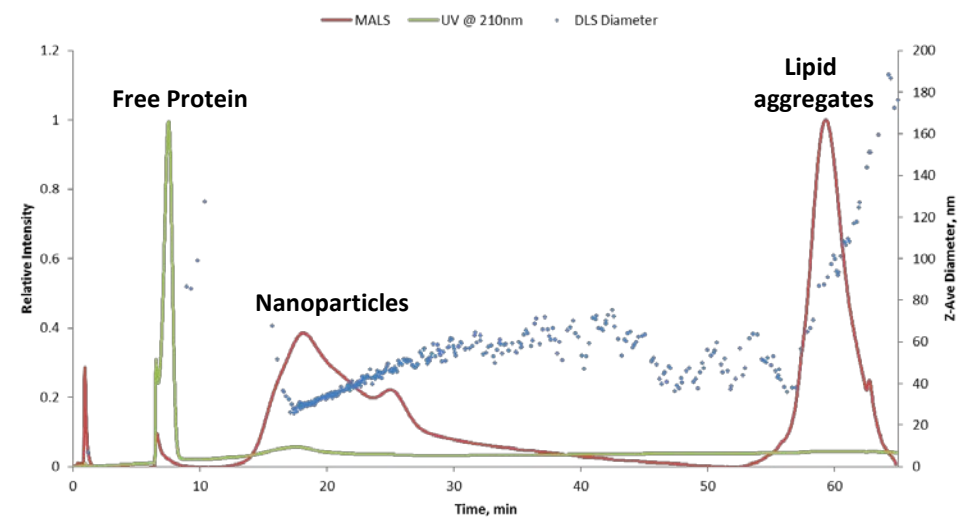 MALS UV @ 210nm DLS Diameter
1.2
1
0.8
0.6
0.4
0.2
0
Relative Intensity
Free Protein
Nanoparticles
Lipid
aggregates
200
180
160
140
120
100
80
60
40
20
0
Z-Ave Diameter, nm
0 10 20 30 40 50 60
Time, min